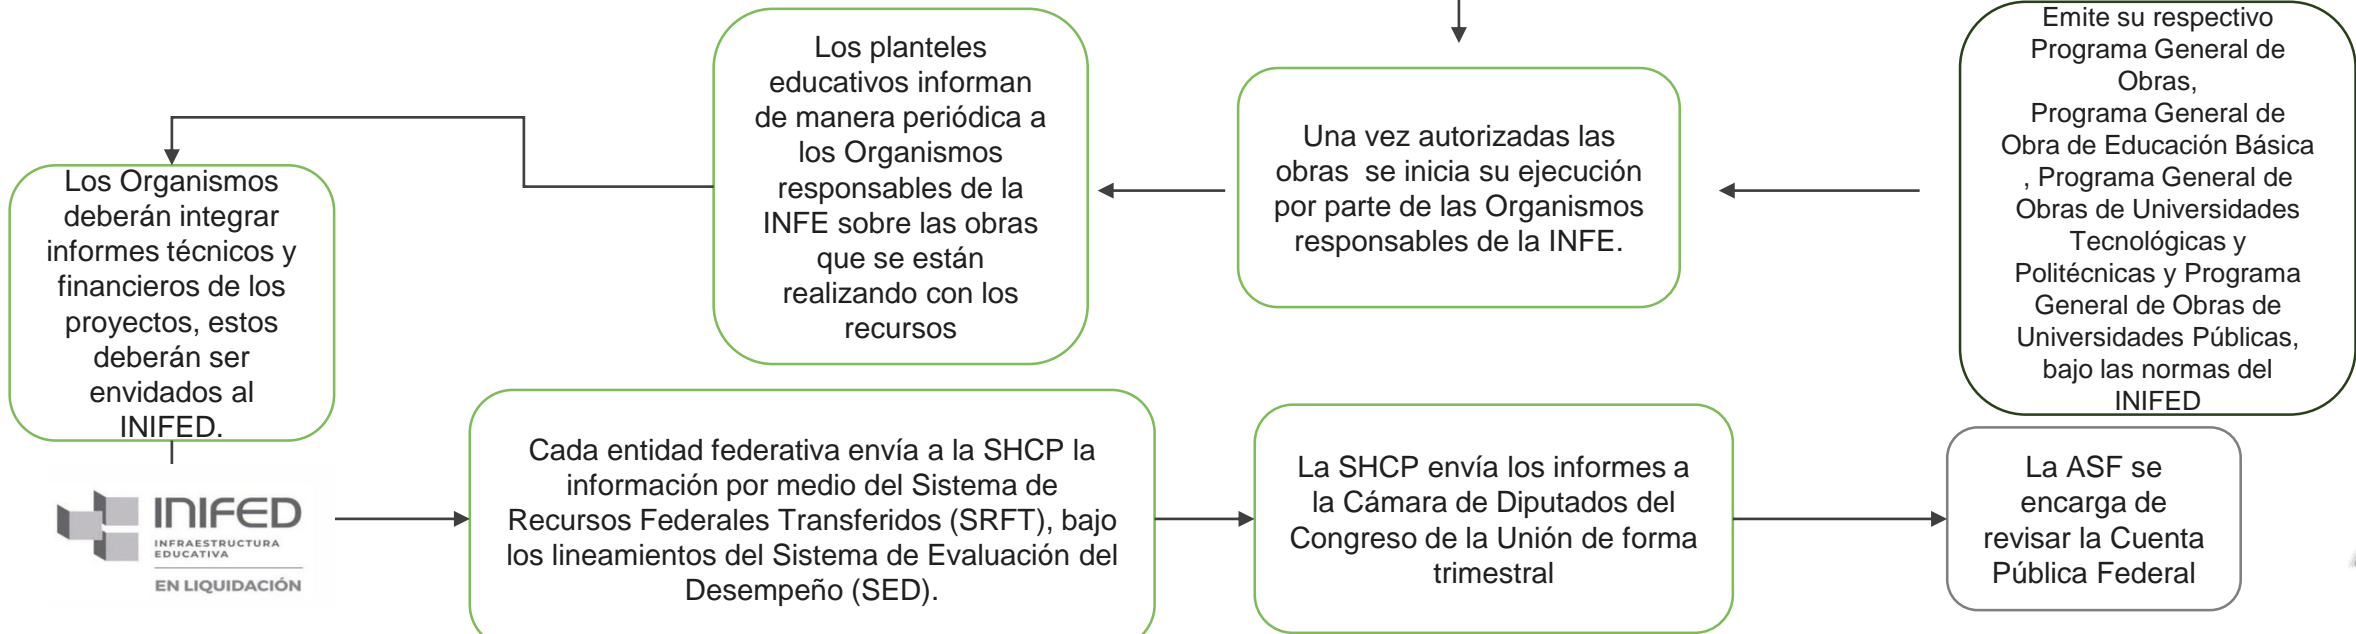 Emite su respectivo
Programa General de
Obras,
Programa General de
Obra de Educación Básica
, Programa General de
Obras de Universidades
Tecnológicas y
Politécnicas y Programa
General de Obras de
Universidades Públicas,
bajo las normas del
INIFED
Una vez autorizadas las
obras  se inicia su ejecución
por parte de las Organismos
responsables de la INFE.
Los planteles
educativos informan
de manera periódica a
los Organismos
responsables de la
INFE sobre las obras
que se están
realizando con los
recursos
Los Organismos
deberán integrar
informes técnicos y
financieros de los
proyectos, estos
deberán ser
envidados al
INIFED.
INIFED
INFRAESTRUCTURA
EDUCATIVA
EN LIQUIDACIÓN
Cada entidad federativa envía a la SHCP la
información por medio del Sistema de
Recursos Federales Transferidos (SRFT), bajo
los lineamientos del Sistema de Evaluación del
Desempeño (SED).
La SHCP envía los informes a
la Cámara de Diputados del
Congreso de la Unión de forma
trimestral
La ASF se
encarga de
revisar la Cuenta
Pública Federal